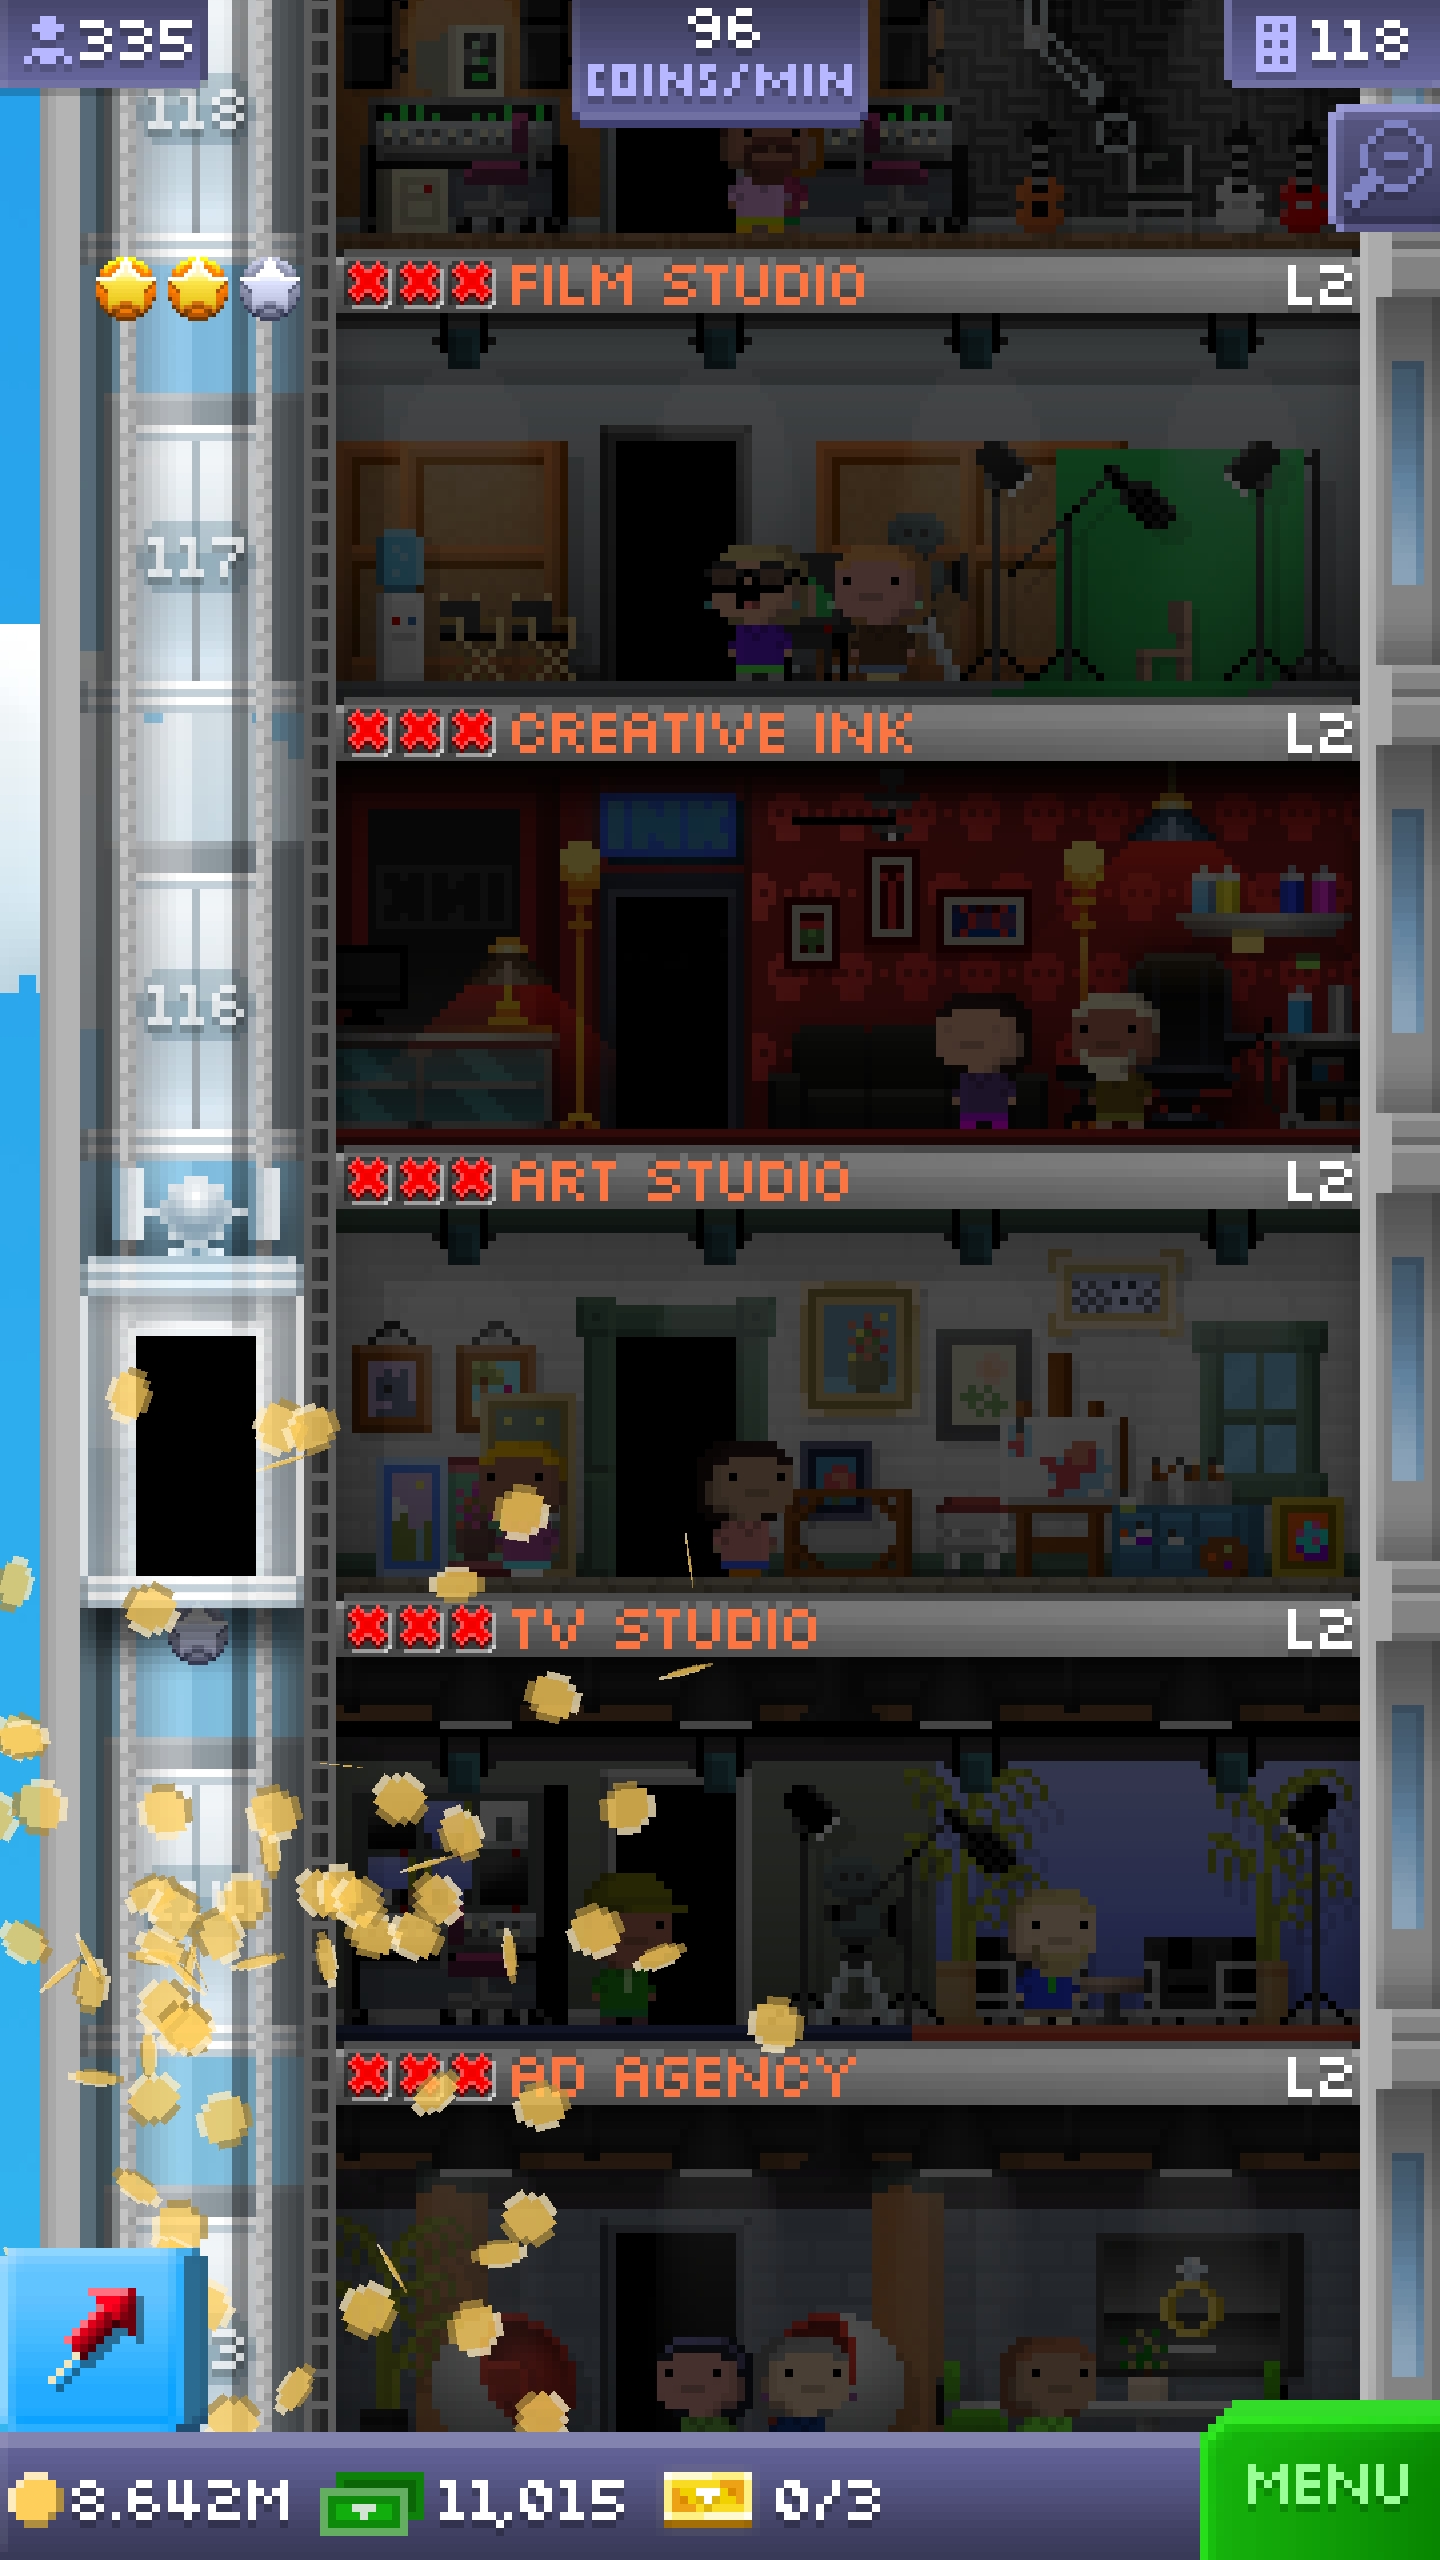 335
96
COINS/MIN
118
118
FILM STUDIO L2
117
CREATIVE INK L2
INK
116
ART STUDIO L2
TV STUDIO L2
AD AGENCY L2
8.642M 11,015 0/3
MENU